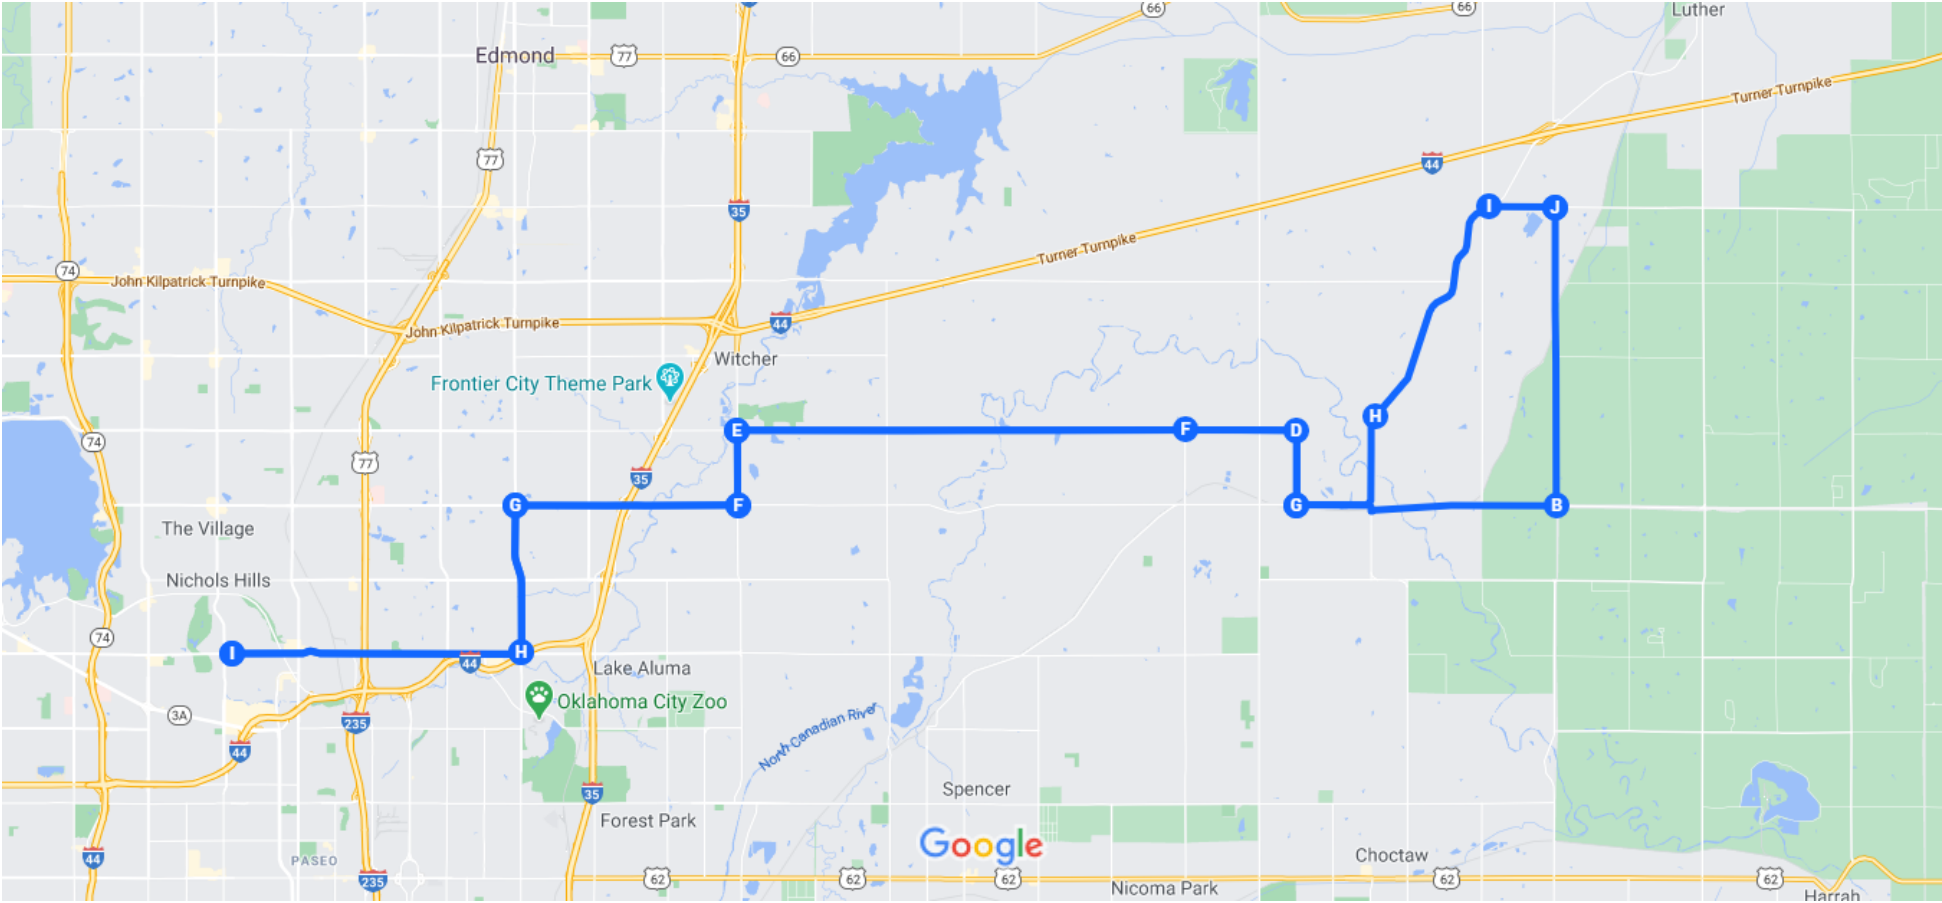 66
66
Luther
Edmond
77
66
Turner Turnpike
77
44
35
I
J
Turner Turnpike
74
John Kilpatrick Turnpike
John Kilpatrick Turnpike
44
Witcher
Frontier City Theme Park
H
E
F
D
74
77
35
G
F
G
B
The Village
Nichols Hills
74
I
H
44
Lake Aluma
Oklahoma City Zoo
3A
235
North Canadian River
44
Spencer
35
Forest Park
Google
44
PASEO
Choctaw
235
62
62
62
62
62
Nicoma Park
Harrah